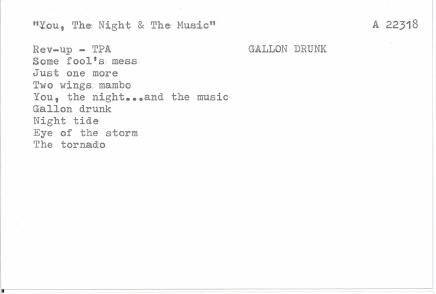 "You, The Night & The Music" A 22318
Rev-up - TPA GALLON DRUNK
Some fool's mess
Just one more
Two wings mambo
You, the night...and the music
Gallon drunk
Night tide
Eye of the storm
The tornado